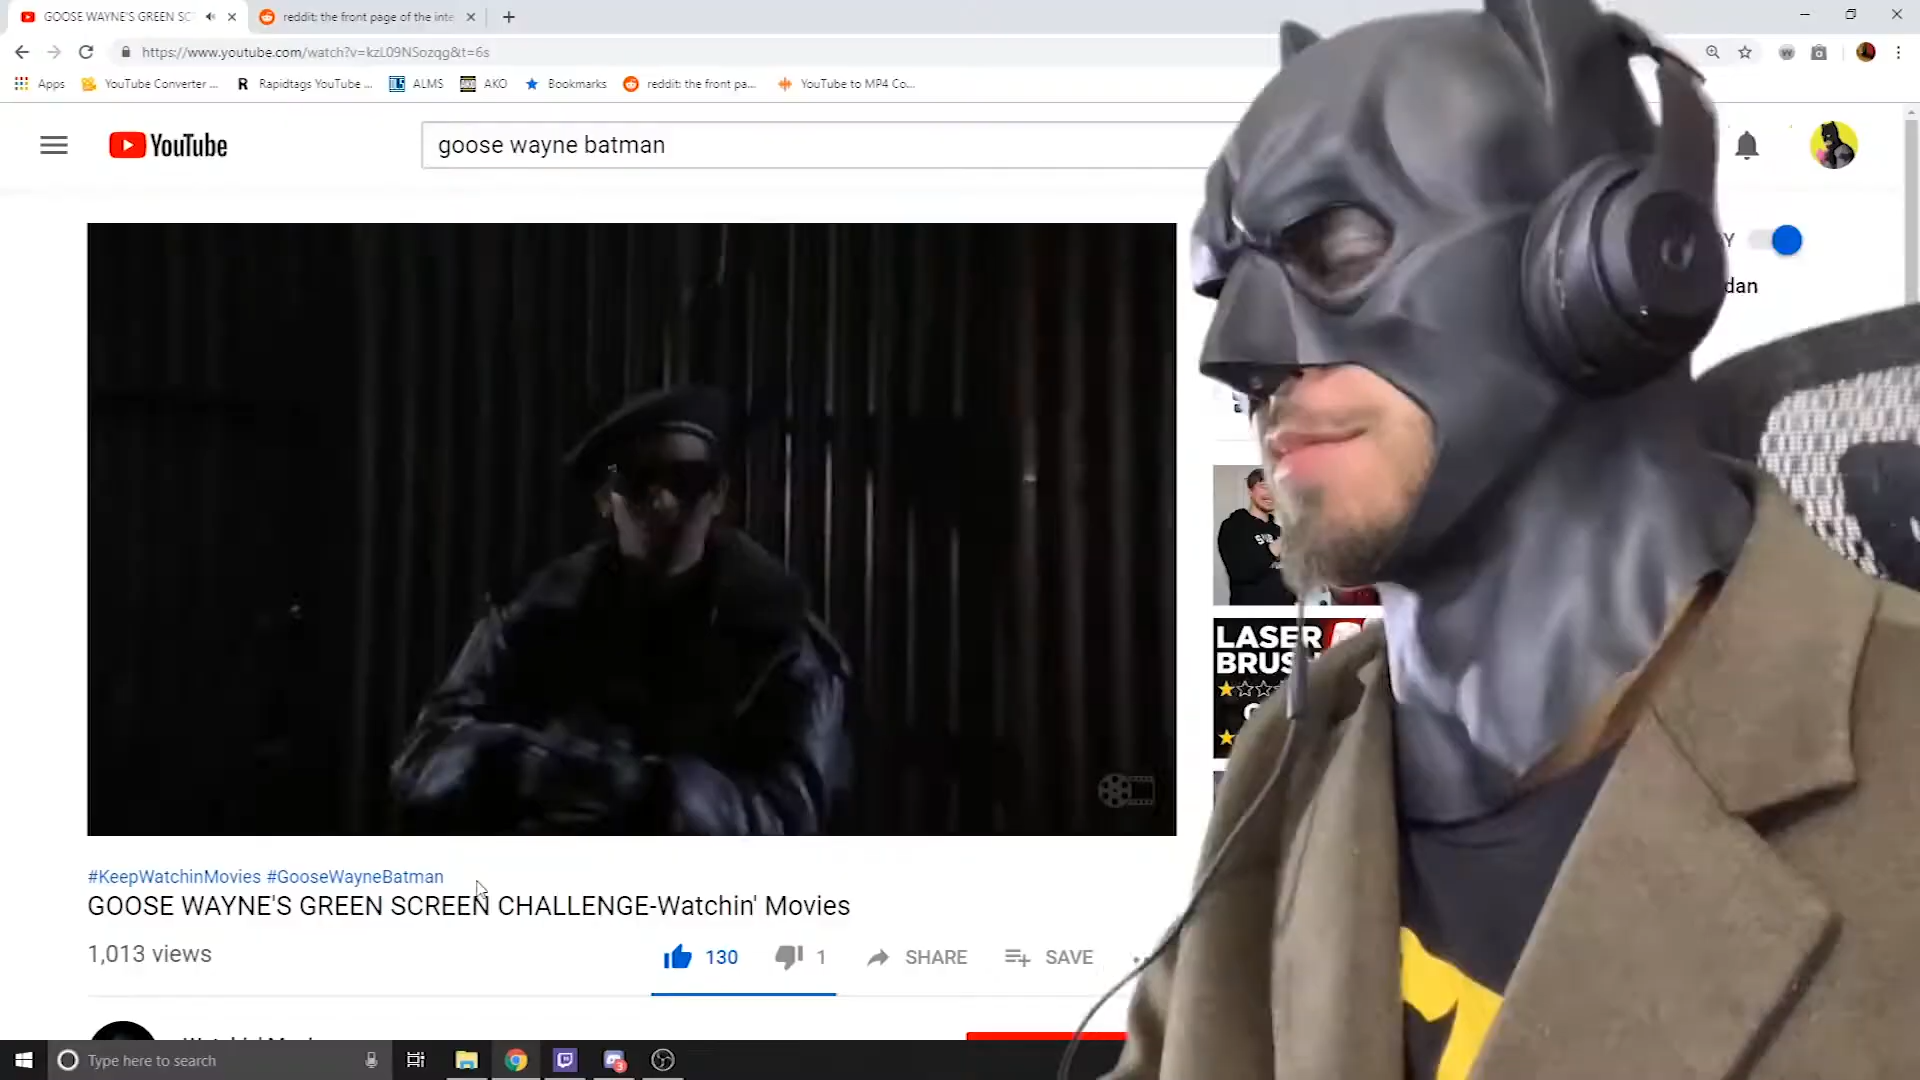 GOOSE WAYNE'S GREEN SC
reddit: the front page of the inte
https://www.youtube.com/watch?v=kzL09NSozqg&t=6s
Apps
YouTube Converter ...
Rapidtags YouTube ...
ALMS
AKO
Bookmarks
reddit: the front pa...
YouTube to MP4 Co...
YouTube
goose wayne batman
Y
dan
LASER
BRUS
#KeepWatchinMovies #GooseWayneBatman
GOOSE WAYNE'S GREEN SCREEN CHALLENGE-Watchin' Movies
1,013 views
130
1
SHARE
SAVE
Type here to search
3